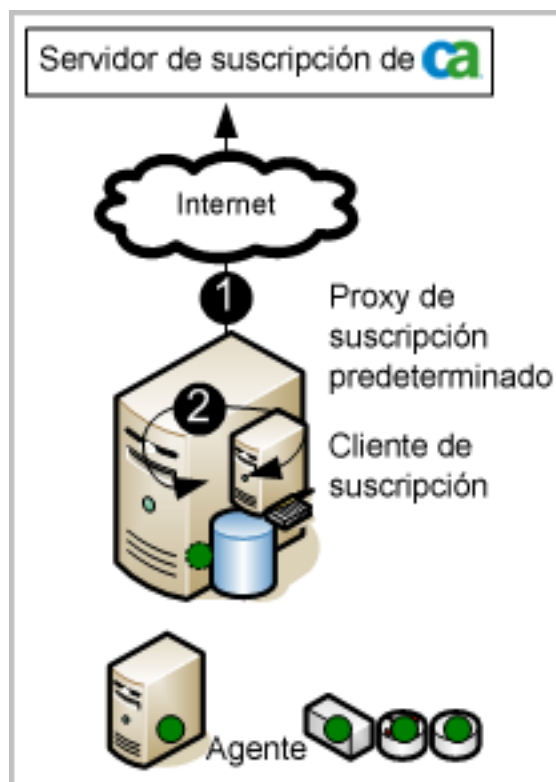 Servidor de suscripción de ca
Internet
1
Proxy de
suscripción
predeterminado
2
Cliente de
suscripción
Agente